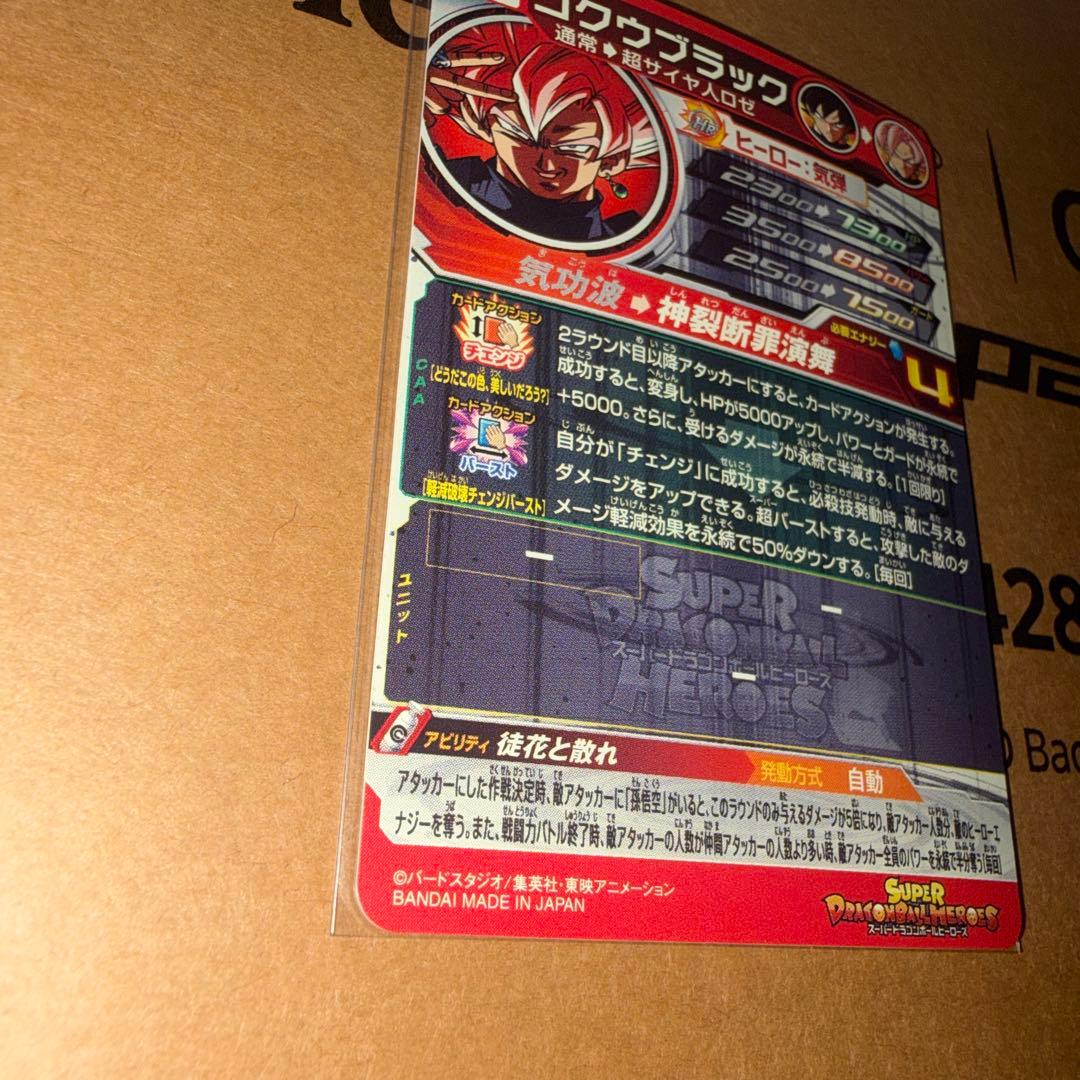 ゴクウブラック
通常➡超サイヤ人ロゼ
HR
ヒーロー:気弾
2300➡7300 HP
3500➡8500
2500➡7500 ガード
気功波➡神裂断罪演舞
必要エナジー 4
CAA
カードアクション
チェンジ
[どうだこの色、美しいだろう?]
2ラウンド目以降アタッカーにすると、カードアクションが発生する。
成功すると、変身し、HPが5000アップし、パワーとガードが永続で
+5000。さらに、受けるダメージが永続で半減する。[1回限り]
カードアクション
バースト
[軽減破壊チェンジバースト]
自分が「チェンジ」に成功すると、必殺技発動時、敵に与える
ダメージをアップできる。超バーストすると、攻撃した敵のダ
メージ軽減効果を永続で50%ダウンする。[毎回]
ユニット
ー
ー
ー
SUPER
DRAGONBALL
スーパードラゴンボールヒーローズ
HEROES
アビリティ 徒花と散れ
発動方式 自動
アタッカーにした作戦決定時、敵アタッカーに「孫悟空」がいると、このラウンドのみ与えるダメージが5倍になり、敵アタッカー人数分、敵のヒーローエ
ナジーを奪う。また、戦闘力バトル終了時、敵アタッカーの人数が仲間アタッカーの人数より多い時、敵アタッカー全員のパワーを永続で半分奪う[毎回]
©バードスタジオ/集英社・東映アニメーション
BANDAI MADE IN JAPAN
SUPER
DRAGONBALL HEROES
スーパードラゴンボールヒーローズ
428
Bac